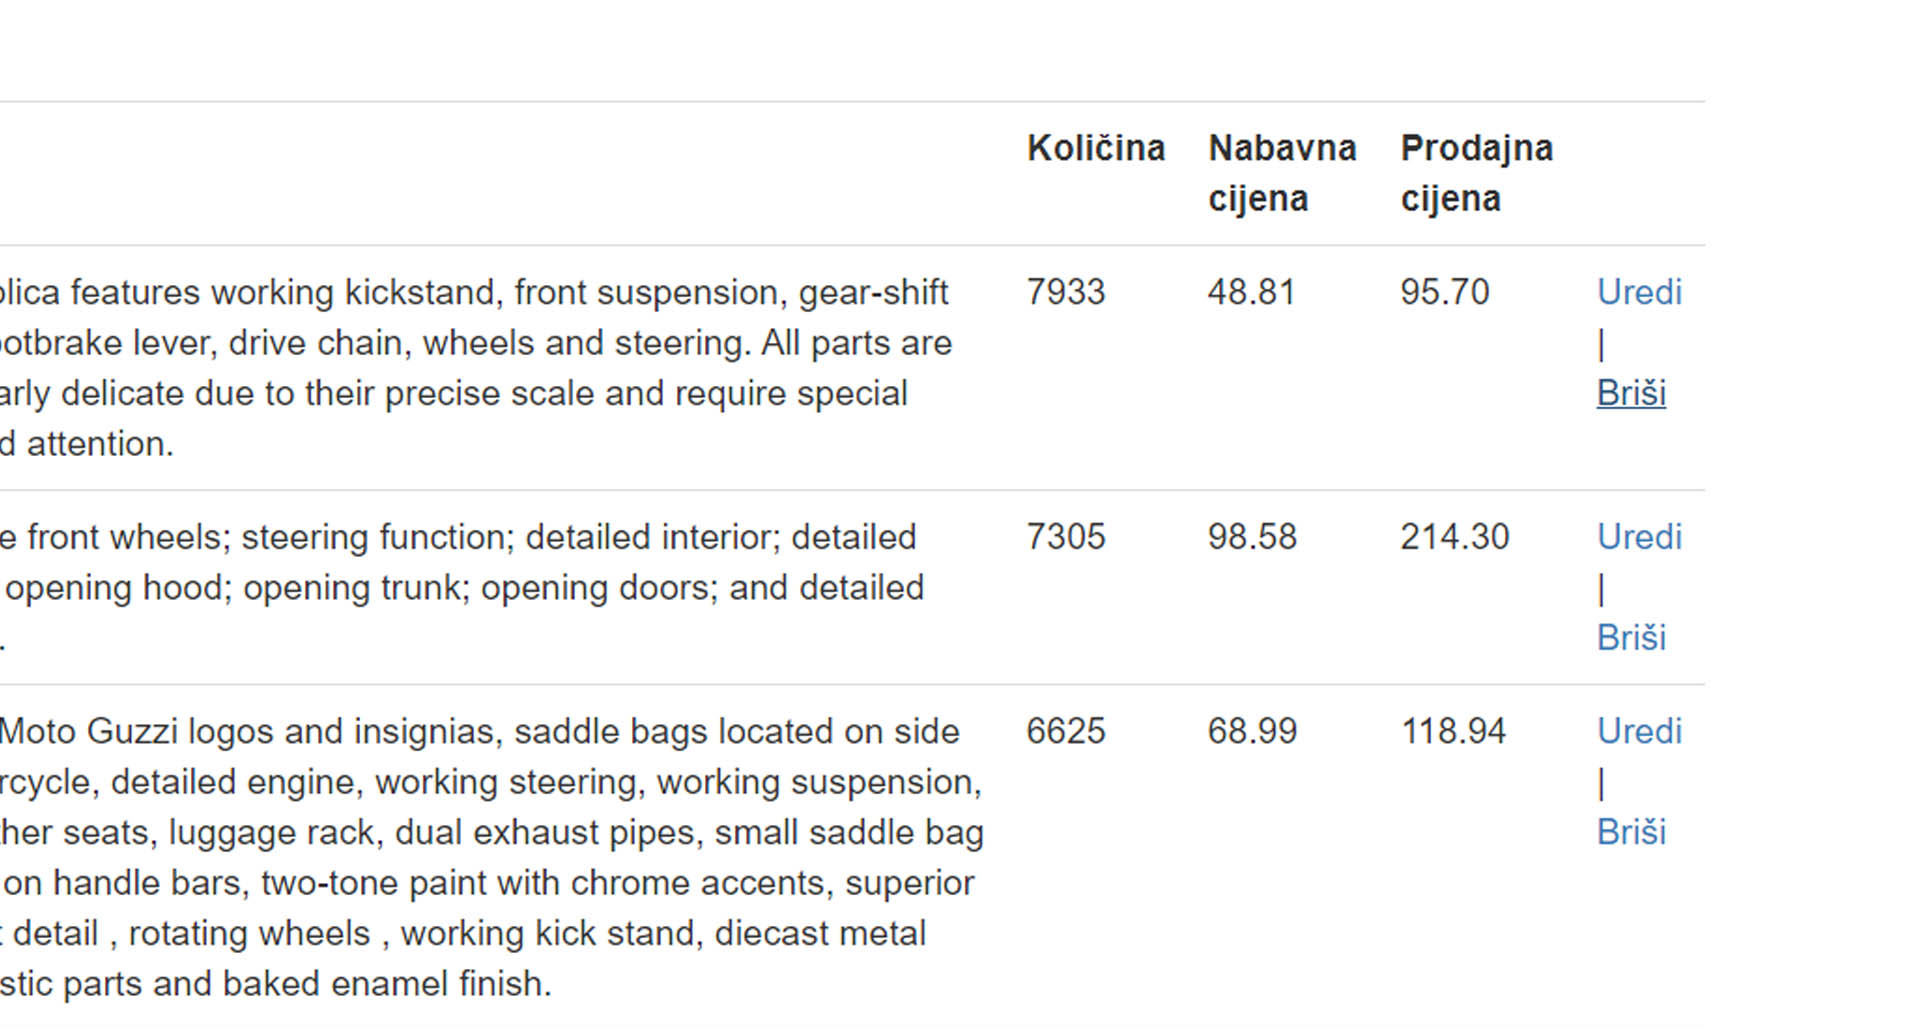 Količina Nabavna cijena Prodajna cijena
features working kickstand, front suspension, gear-shift 7933 48.81 95.70 Uredi
lever, drive chain, wheels and steering. All parts are |
delicate due to their precise scale and require special Briši
attention.
front wheels; steering function; detailed interior; detailed 7305 98.58 214.30 Uredi
opening hood; opening trunk; opening doors; and detailed |
. Briši
Moto Guzzi logos and insignias, saddle bags located on side 6625 68.99 118.94 Uredi
detailed engine, working steering, working suspension, |
seats, luggage rack, dual exhaust pipes, small saddle bag Briši
on handle bars, two-tone paint with chrome accents, superior
detail , rotating wheels , working kick stand, diecast metal
parts and baked enamel finish.